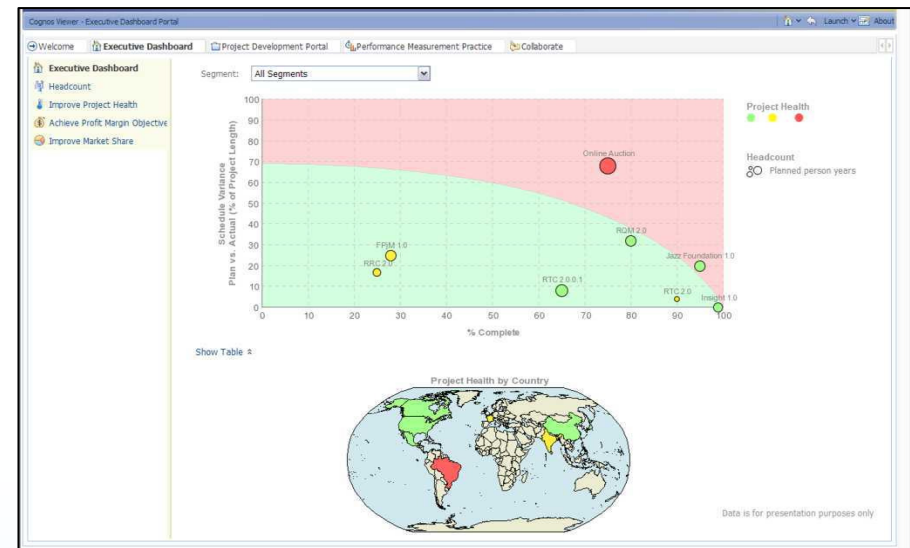 Cognos Viewer - Executive Dashboard Portal
Launch
About
Welcome
Executive Dashboard
Project Development Portal
Performance Measurement Practice
Collaborate
Executive Dashboard
Headcount
Improve Project Health
Achieve Profit Margin Objective
Improve Market Share
Segment: All Segments
Schedule Variance
Plan vs. Actual (% of Project Length)
100
90
80
70
60
50
40
30
20
10
0
Online Auction
RQM 2.0
FPjM 1.0
RRC 2.0
Jazz Foundation 1.0
RTC 2.0.0.1
RTC 2.0
Insight 1.0
0 10 20 30 40 50 60 70 80 90 100
% Complete
Project Health
Headcount
Planned person years
Show Table
Project Health by Country
Data is for presentation purposes only